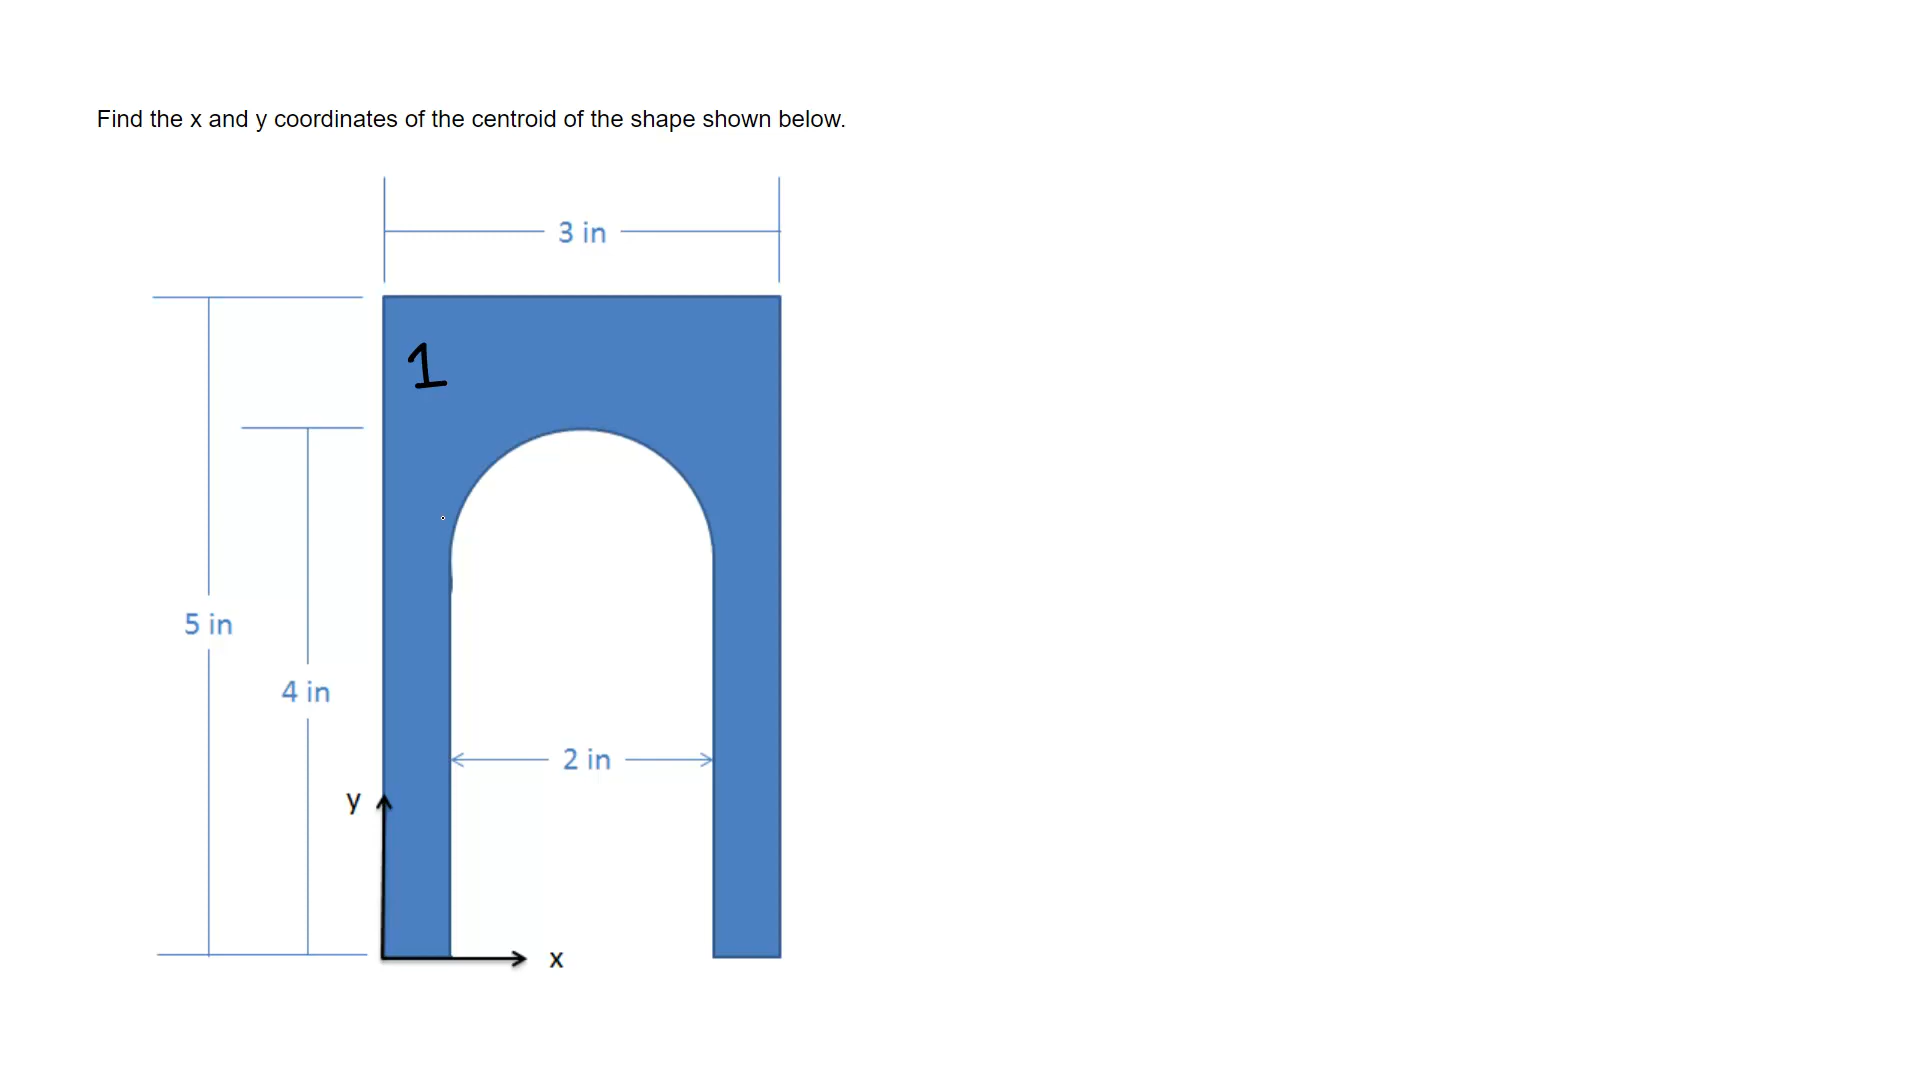 Find the x and y coordinates of the centroid of the shape shown below.
3 in
1
5 in
4 in
2 in
y
x